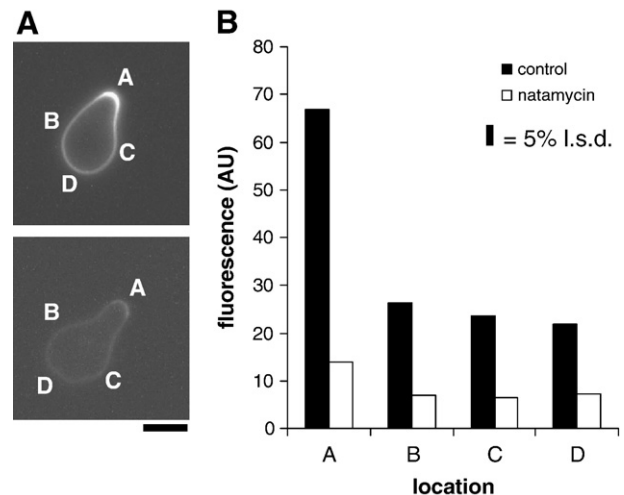 A
A
B
C
D
A
B
D
C
B
80
70
60
50
40
30
20
10
0
fluorescence (AU)
control
natamycin
= 5% l.s.d.
A B C D
location